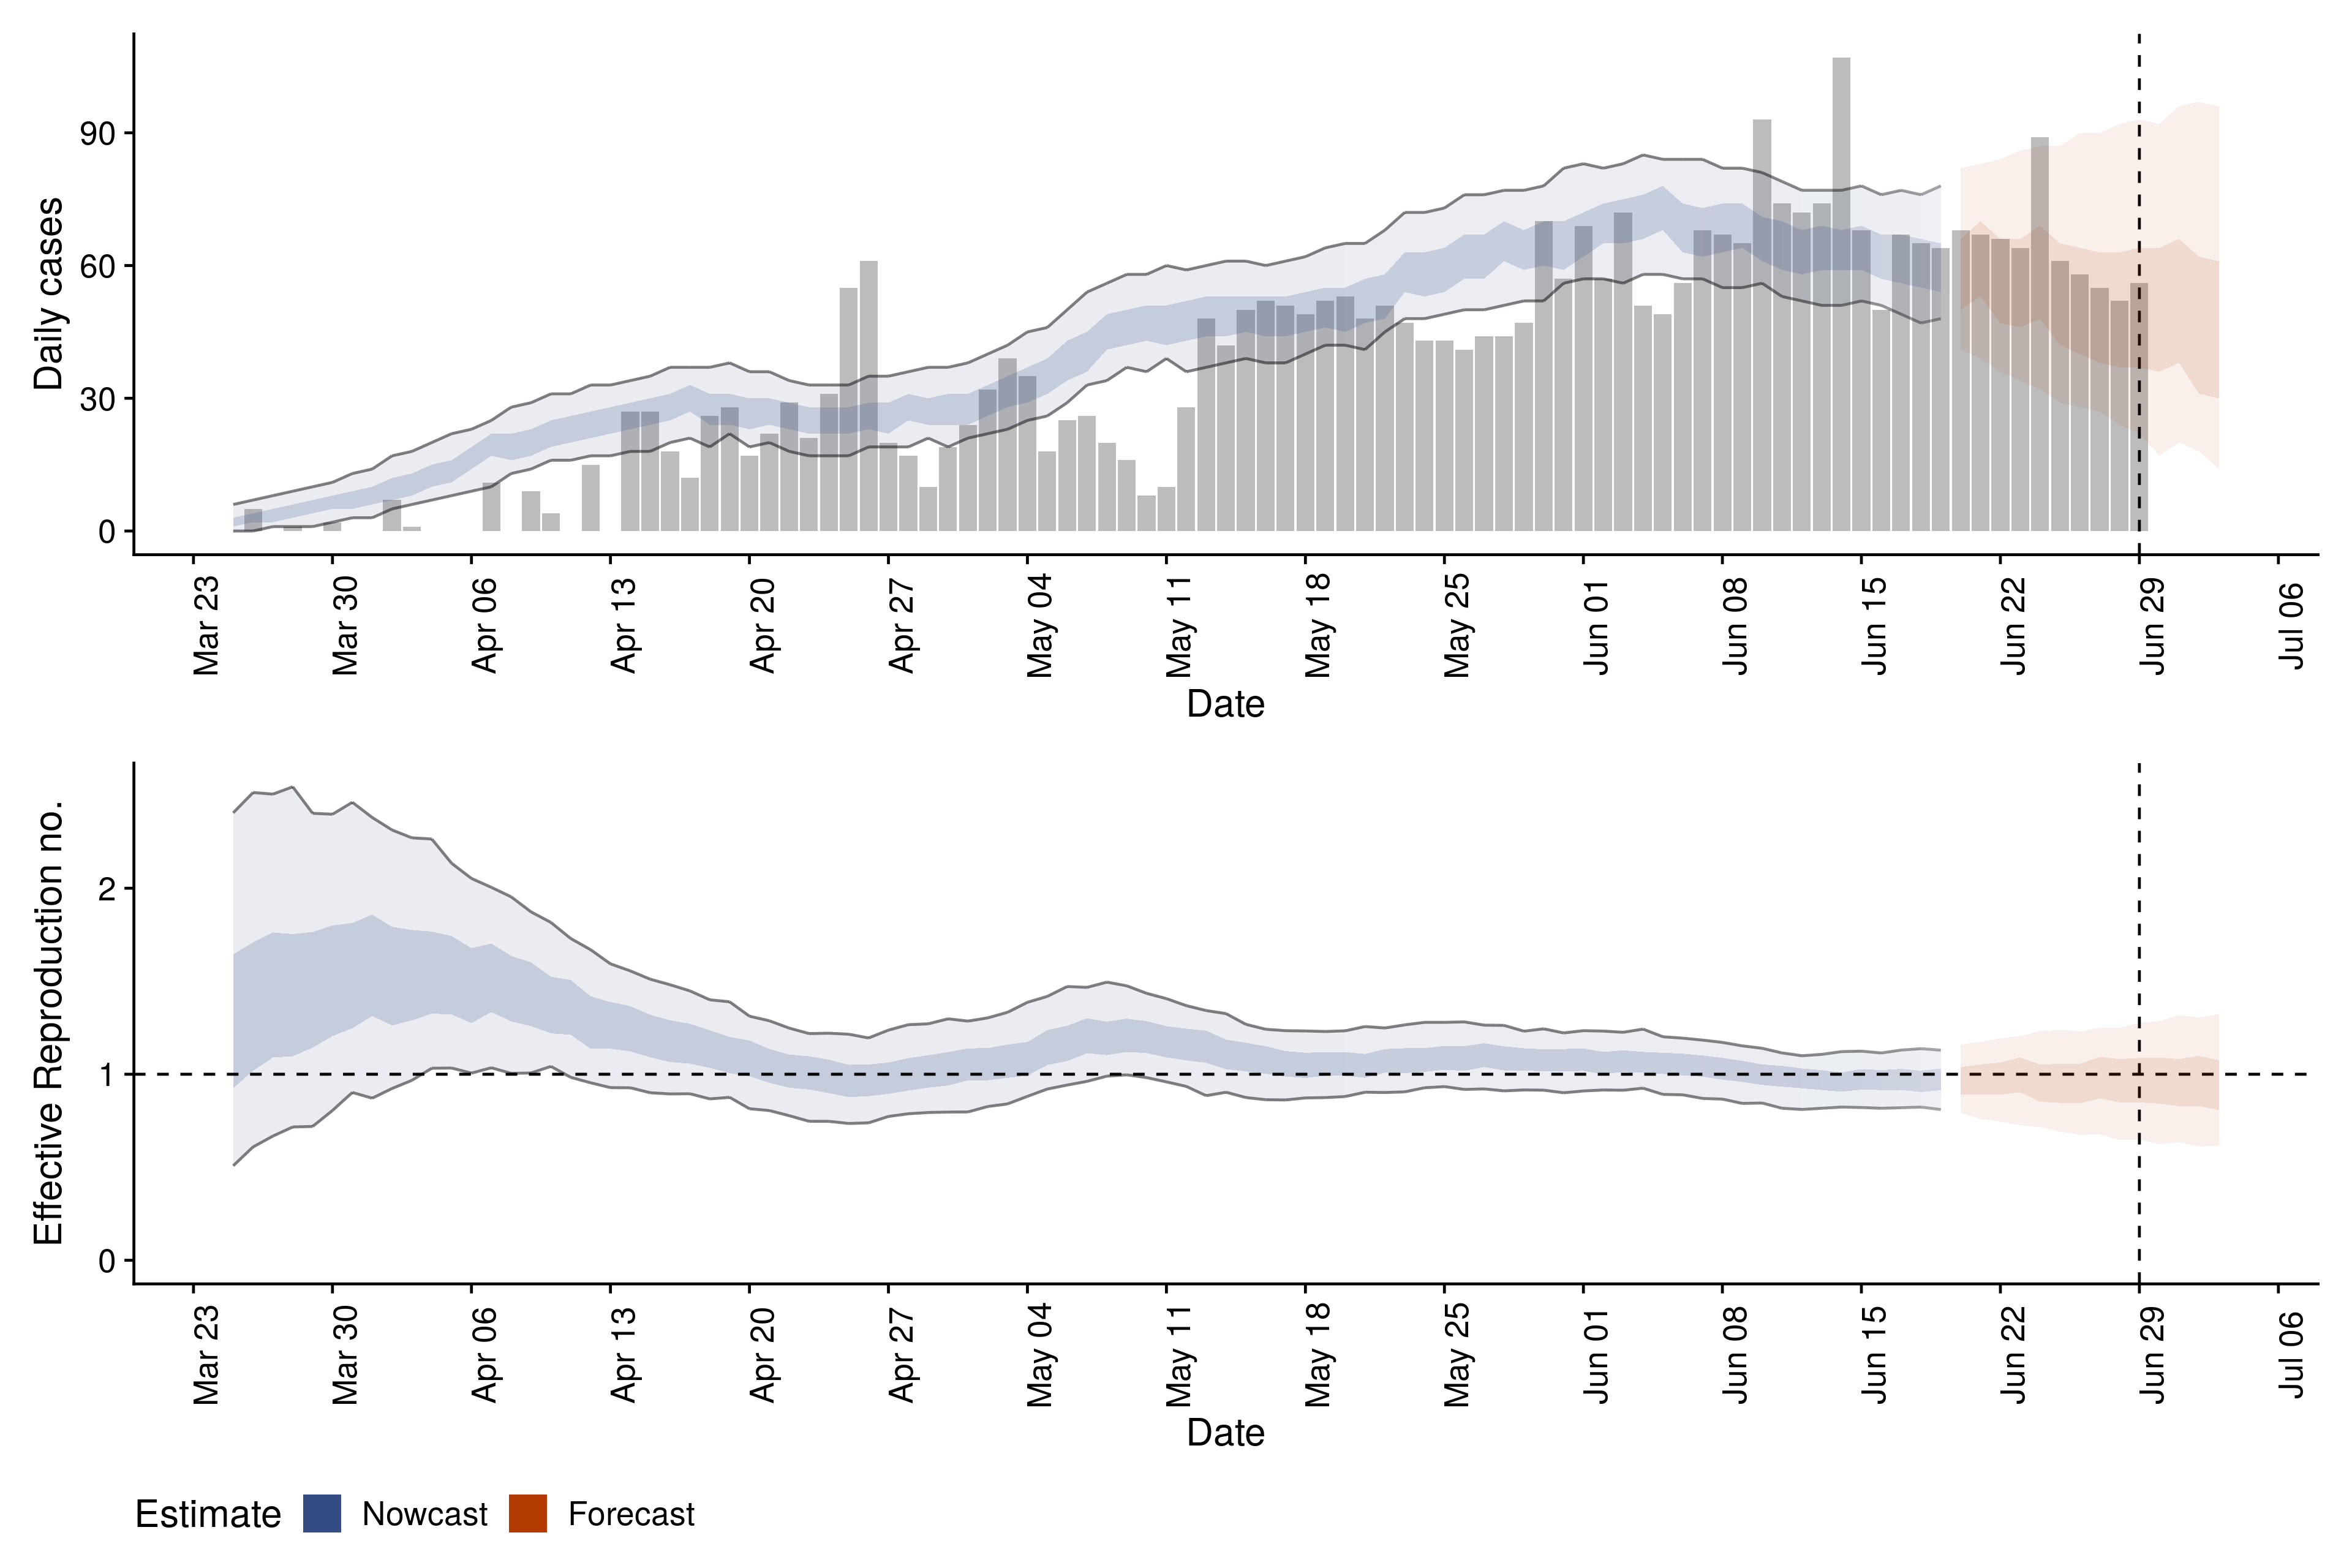 Daily cases
90
60
30
0
Mar 23 Mar 30 Apr 06 Apr 13 Apr 20 Apr 27 May 04 May 11 May 18 May 25 Jun 01 Jun 08 Jun 15 Jun 22 Jun 29 Jul 06
Date
Effective Reproduction no.
2
1
0
Mar 23 Mar 30 Apr 06 Apr 13 Apr 20 Apr 27 May 04 May 11 May 18 May 25 Jun 01 Jun 08 Jun 15 Jun 22 Jun 29 Jul 06
Date
Estimate Nowcast Forecast